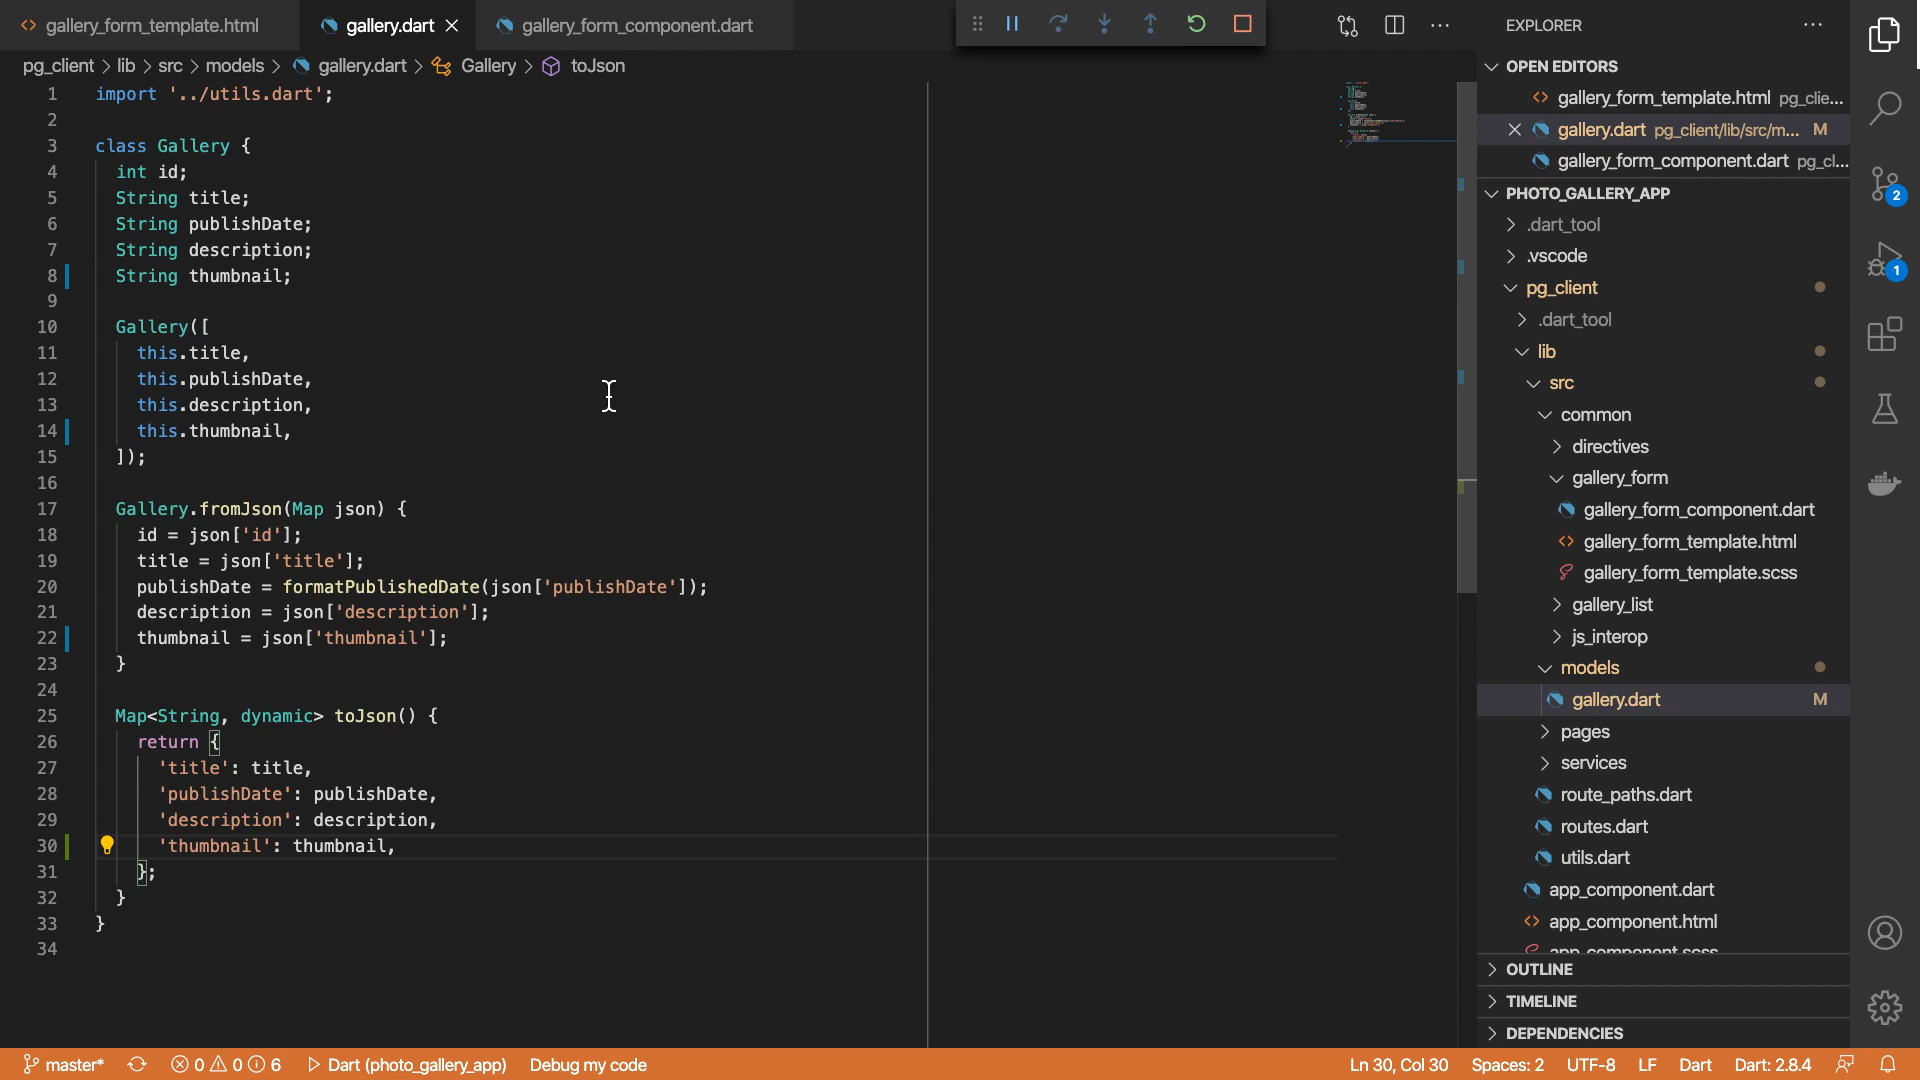 gallery_form_template.html
gallery.dart
gallery_form_component.dart
pg_client > lib > src > models > gallery.dart > Gallery > toJson
1 import '../utils.dart';
2
3 class Gallery {
4 int id;
5 String title;
6 String publishDate;
7 String description;
8 String thumbnail;
9
10 Gallery([
11 this.title,
12 this.publishDate,
13 this.description,
14 this.thumbnail,
15 ]);
16
17 Gallery.fromJson(Map json) {
18 id = json['id'];
19 title = json['title'];
20 publishDate = formatPublishedDate(json['publishDate']);
21 description = json['description'];
22 thumbnail = json['thumbnail'];
23 }
24
25 Map<String, dynamic> toJson() {
26 return {
27 'title': title,
28 'publishDate': publishDate,
29 'description': description,
30 'thumbnail': thumbnail,
31 };
32 }
33 }
34
EXPLORER
OPEN EDITORS
gallery_form_template.html pg_clie...
gallery.dart pg_client/lib/src/m... M
gallery_form_component.dart pg_cl...
PHOTO_GALLERY_APP
.dart_tool
.vscode
pg_client
.dart_tool
lib
src
common
directives
gallery_form
gallery_form_component.dart
gallery_form_template.html
gallery_form_template.scss
gallery_list
js_interop
models
gallery.dart M
pages
services
route_paths.dart
routes.dart
utils.dart
app_component.dart
app_component.html
app_component.scss
OUTLINE
TIMELINE
DEPENDENCIES
2
1
master* 0 0 6 Dart (photo_gallery_app) Debug my code
Ln 30, Col 30 Spaces: 2 UTF-8 LF Dart Dart: 2.8.4